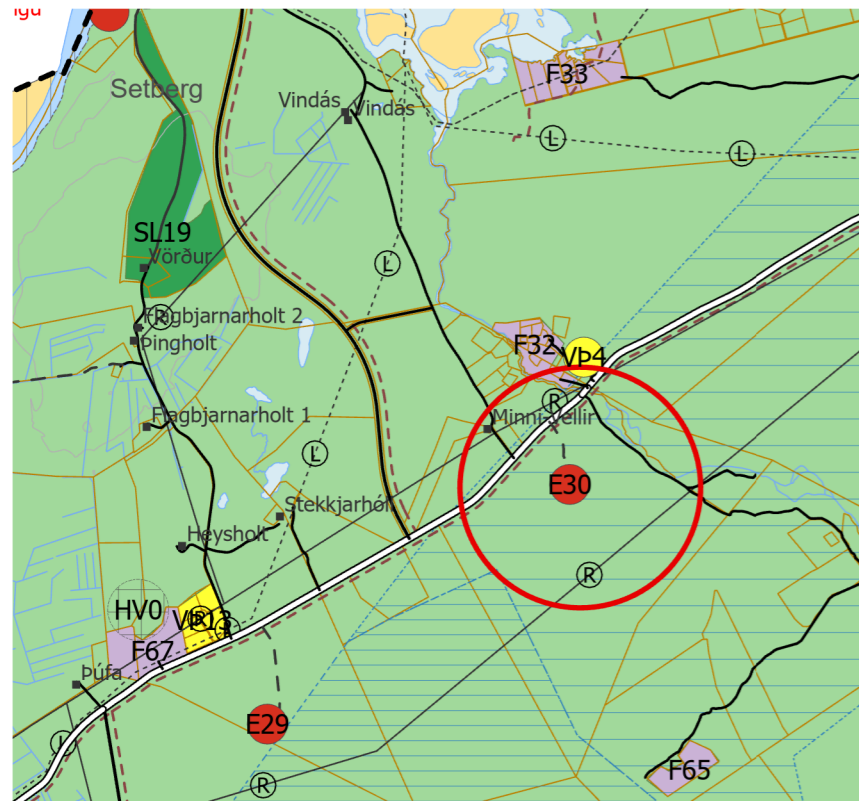 Setberg
F33
Vindás
Vindás
L
L
SL19
Vörður
L
R
Flagbjarnarholt 2
Þingholt
F32
VÞ4
R
Minni-Vellir
Flagbjarnarholt 1
L
E30
Stekkjarhóll
Heysholt
R
HV0
R
F67
Þúfa
E29
L
F65
R